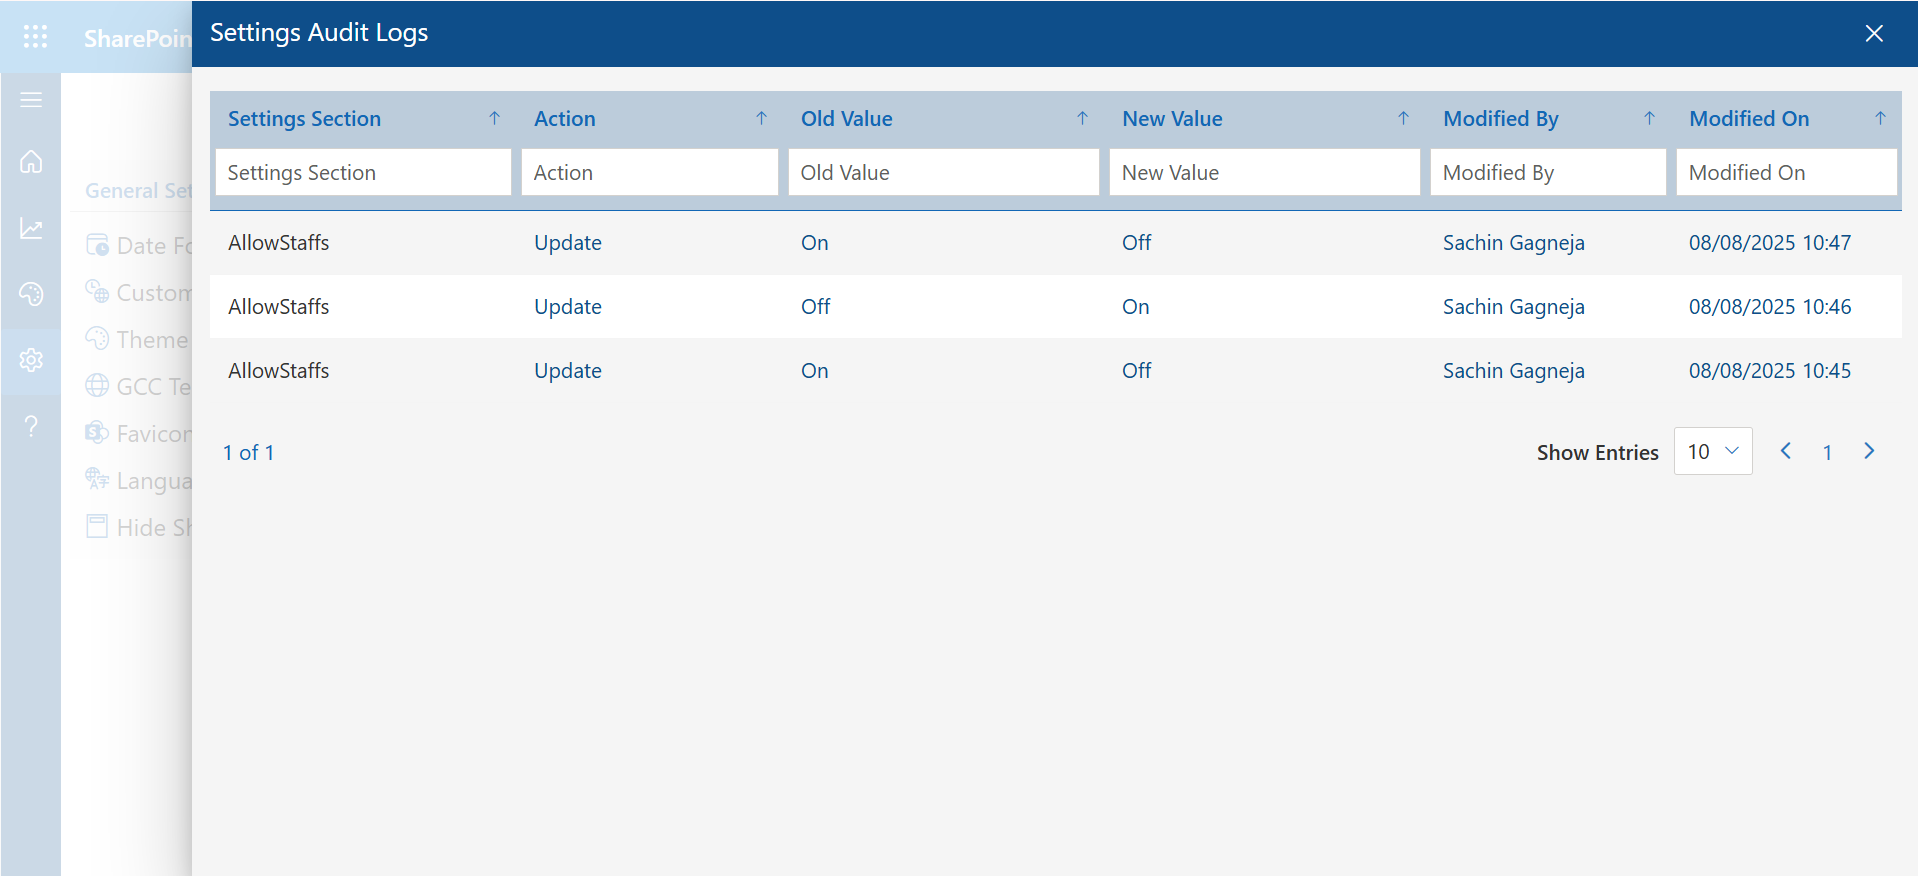 SharePoin
Settings Audit Logs
Settings Section Action Old Value New Value Modified By Modified On
Settings Section Action Old Value New Value Modified By Modified On
AllowStaffs Update On Off Sachin Gagneja 08/08/2025 10:47
AllowStaffs Update Off On Sachin Gagneja 08/08/2025 10:46
AllowStaffs Update On Off Sachin Gagneja 08/08/2025 10:45
1 of 1 Show Entries 10 1
General Set
Date Fo
Custom
Theme
GCC Te
Favicon
Langua
Hide Sh